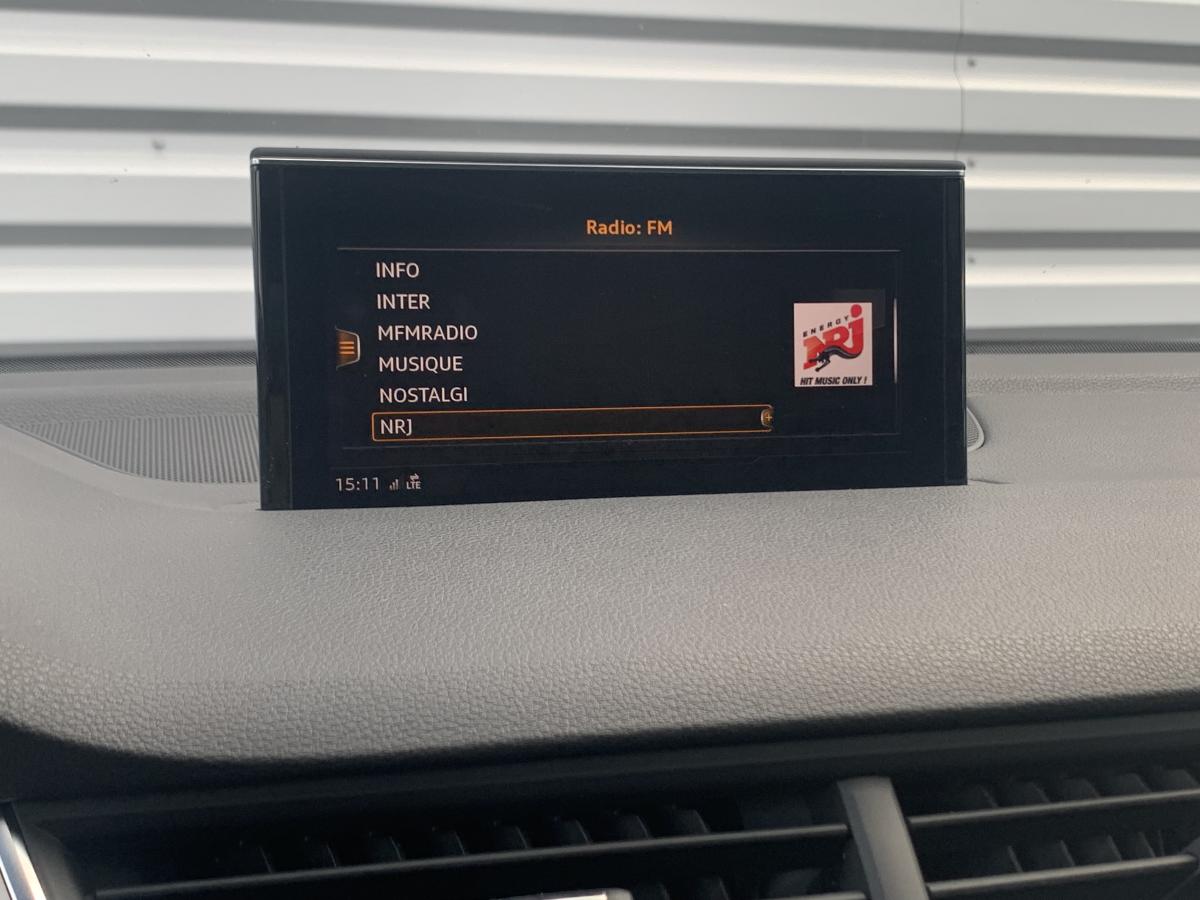 Radio: FM
INFO
INTER
MFMRADIO
MUSIQUE
NOSTALGI
NRJ
ENERGY
NRJ
HIT MUSIC ONLY !
15:11 LTE